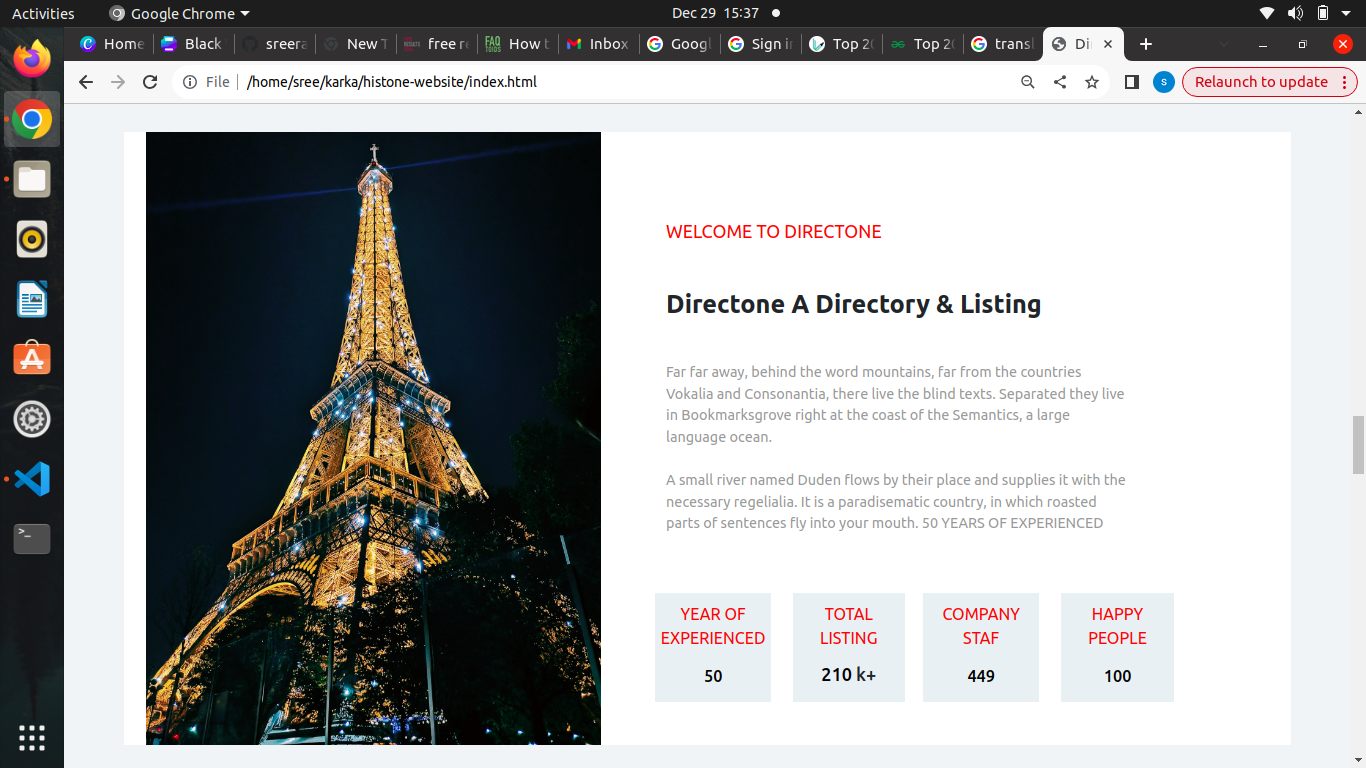 Activities
Google Chrome
Dec 29 15:37
Home
Black
sreera
New T
RESULTS
free re
FAQ
How t
Inbox
Googl
Sign in
Top 20
Top 20
transl
Di
File
/home/sree/karka/histone-website/index.html
S
Relaunch to update
WELCOME TO DIRECTONE
Directone A Directory & Listing
Far far away, behind the word mountains, far from the countries
Vokalia and Consonantia, there live the blind texts. Separated they live
in Bookmarksgrove right at the coast of the Semantics, a large
language ocean.
A small river named Duden flows by their place and supplies it with the
necessary regelialia. It is a paradisematic country, in which roasted
parts of sentences fly into your mouth. 50 YEARS OF EXPERIENCED
YEAR OF
EXPERIENCED
50
TOTAL
LISTING
210 k+
COMPANY
STAF
449
HAPPY
PEOPLE
100